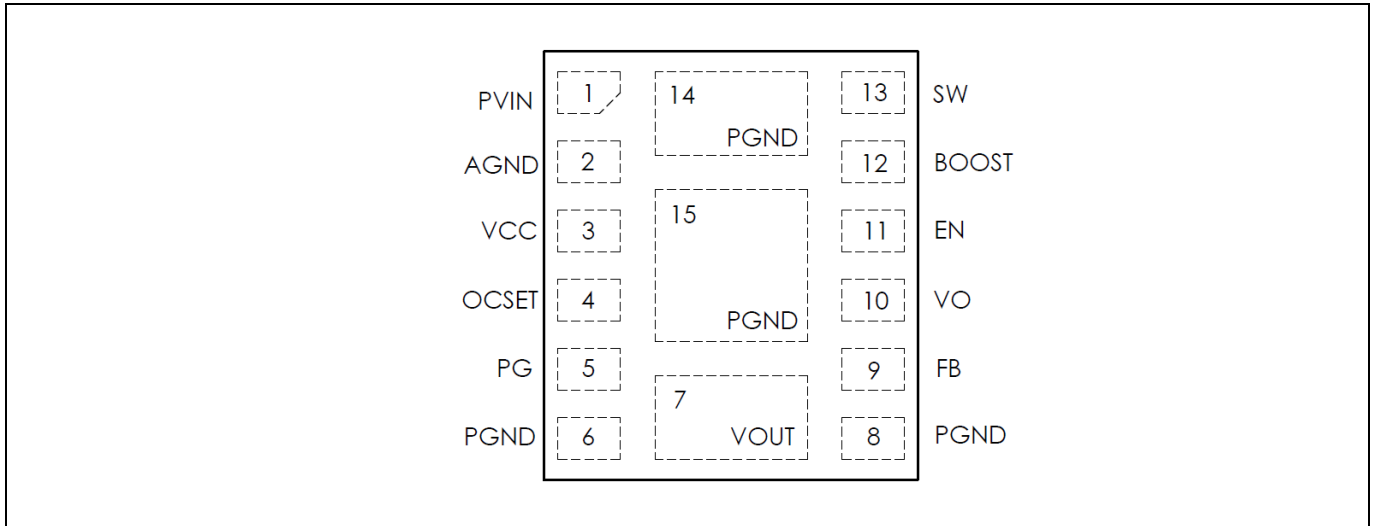 PVIN 1 14 13 SW
PGND
AGND 2 12 BOOST
VCC 3 15 11 EN
OCSET 4 10 VO
PGND
PG 5 9 FB
7
PGND 6 VOUT 8 PGND